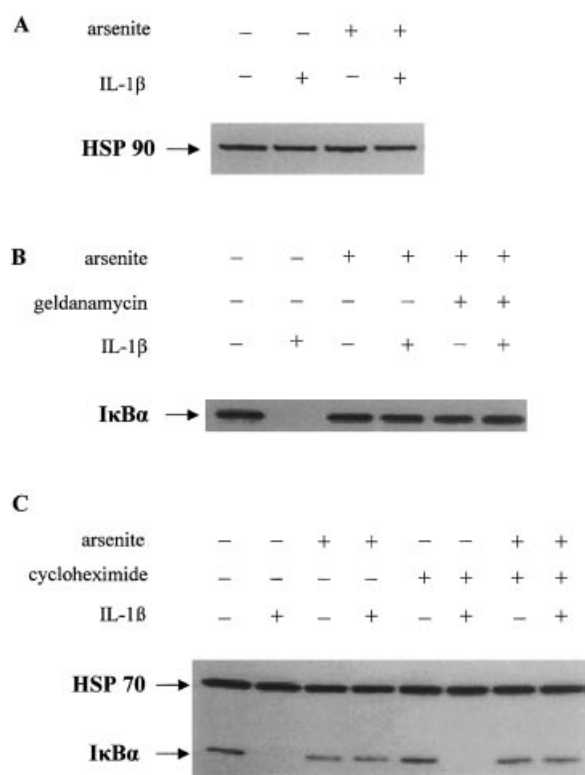 A
arsenite – – + +
IL-1β – + – +
HSP 90
B
arsenite – – + + + +
geldanamycin – – – – + +
IL-1β – + – + – +
IκBα
C
arsenite – – + + – – + +
cycloheximide – – – – + + + +
IL-1β – + – + – + – +
HSP 70
IκBα